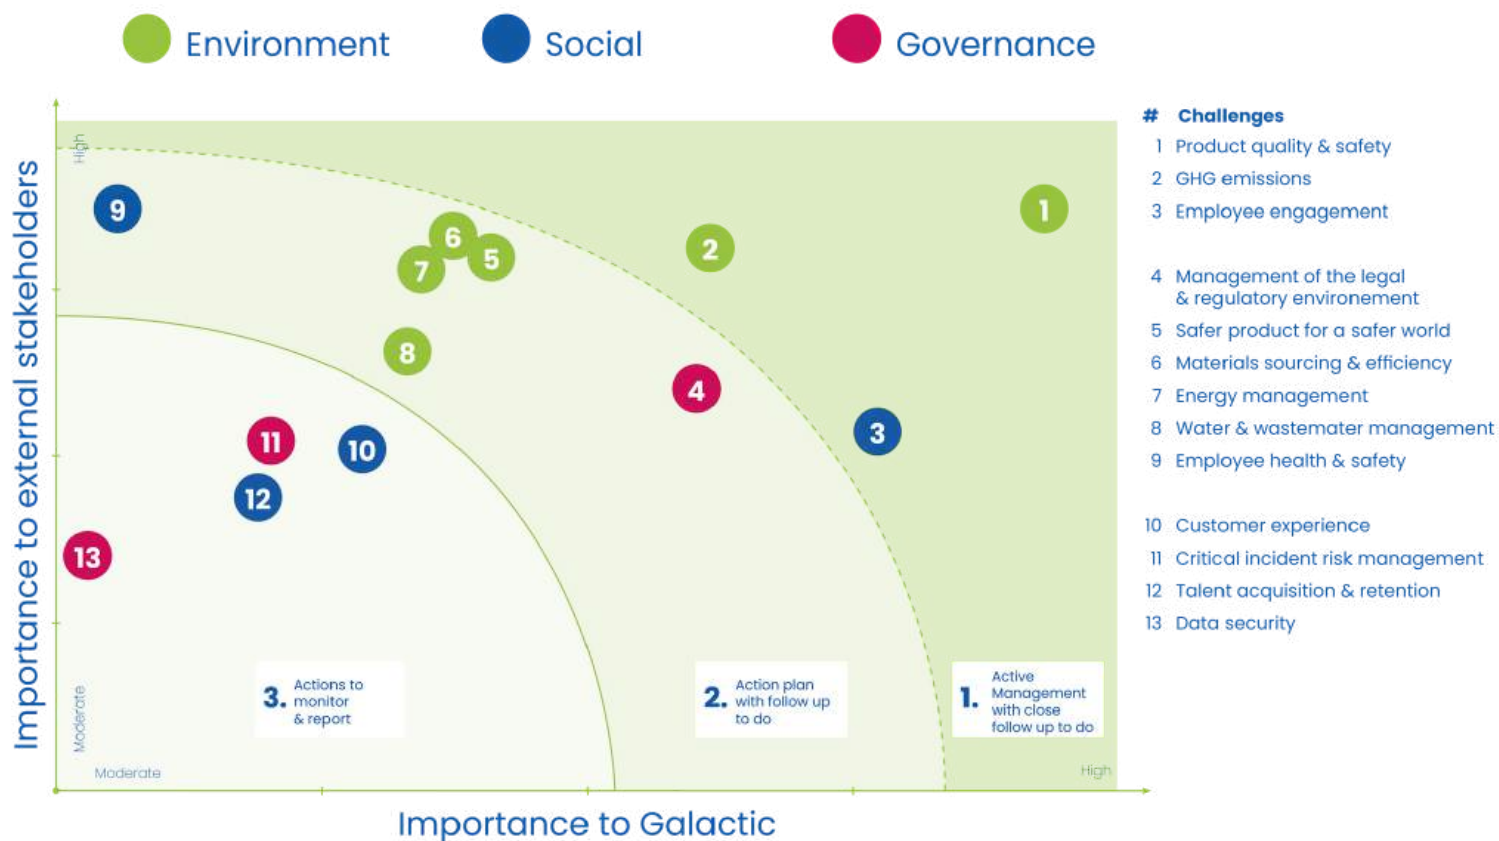 Environment
Social
Governance
Importance to external stakeholders
High
Moderate
9
6
5
7
2
1
8
4
3
11
10
12
13
3. Actions to
monitor
& report
2. Action plan
with follow up
to do
1. Active
Management
with close
follow up to do
Moderate
High
Importance to Galactic
# Challenges
1 Product quality & safety
2 GHG emissions
3 Employee engagement
4 Management of the legal
& regulatory environement
5 Safer product for a safer world
6 Materials sourcing & efficiency
7 Energy management
8 Water & wastemater management
9 Employee health & safety
10 Customer experience
11 Critical incident risk management
12 Talent acquisition & retention
13 Data security